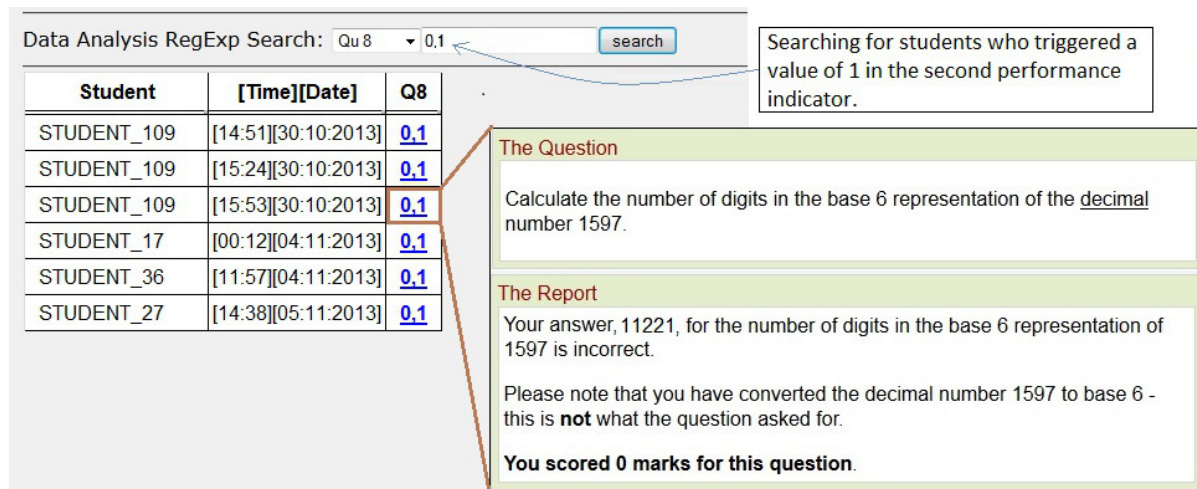 Data Analysis RegExp Search: Qu 8 0,1 search
Searching for students who triggered a
value of 1 in the second performance
indicator.
Student [Time][Date] Q8
STUDENT_109 [14:51][30:10:2013] 0,1
STUDENT_109 [15:24][30:10:2013] 0,1
STUDENT_109 [15:53][30:10:2013] 0,1
STUDENT_17 [00:12][04:11:2013] 0,1
STUDENT_36 [11:57][04:11:2013] 0,1
STUDENT_27 [14:38][05:11:2013] 0,1
The Question
Calculate the number of digits in the base 6 representation of the decimal
number 1597.
The Report
Your answer, 11221, for the number of digits in the base 6 representation of
1597 is incorrect.
Please note that you have converted the decimal number 1597 to base 6 -
this is not what the question asked for.
You scored 0 marks for this question.